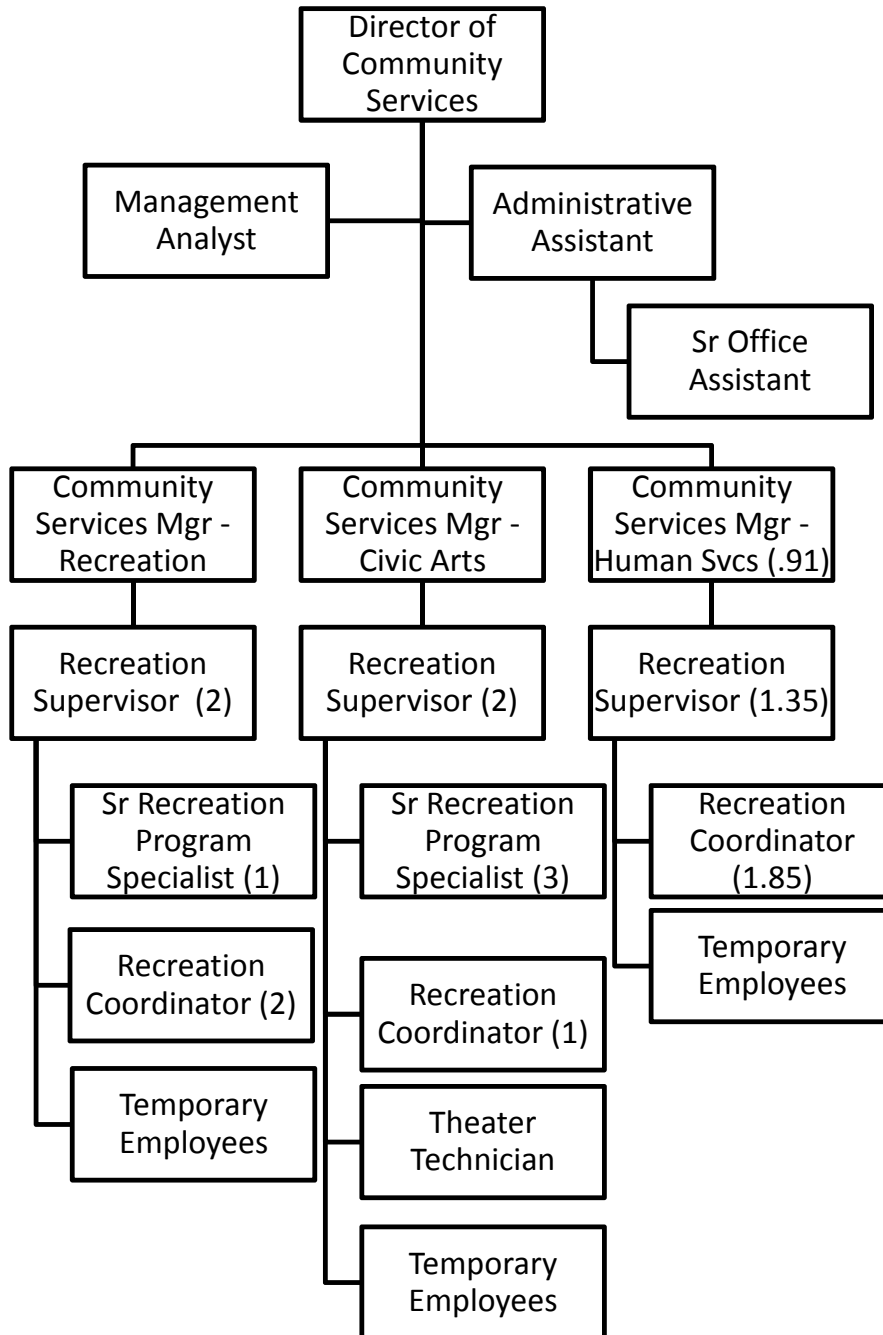 Director of
Community
Services
Management
Analyst
Administrative
Assistant
Sr Office
Assistant
Community
Services Mgr -
Recreation
Community
Services Mgr -
Civic Arts
Community
Services Mgr -
Human Svcs (.91)
Recreation
Supervisor (2)
Recreation
Supervisor (2)
Recreation
Supervisor (1.35)
Sr Recreation
Program
Specialist (1)
Recreation
Coordinator (2)
Temporary
Employees
Sr Recreation
Program
Specialist (3)
Recreation
Coordinator (1)
Theater
Technician
Temporary
Employees
Recreation
Coordinator
(1.85)
Temporary
Employees